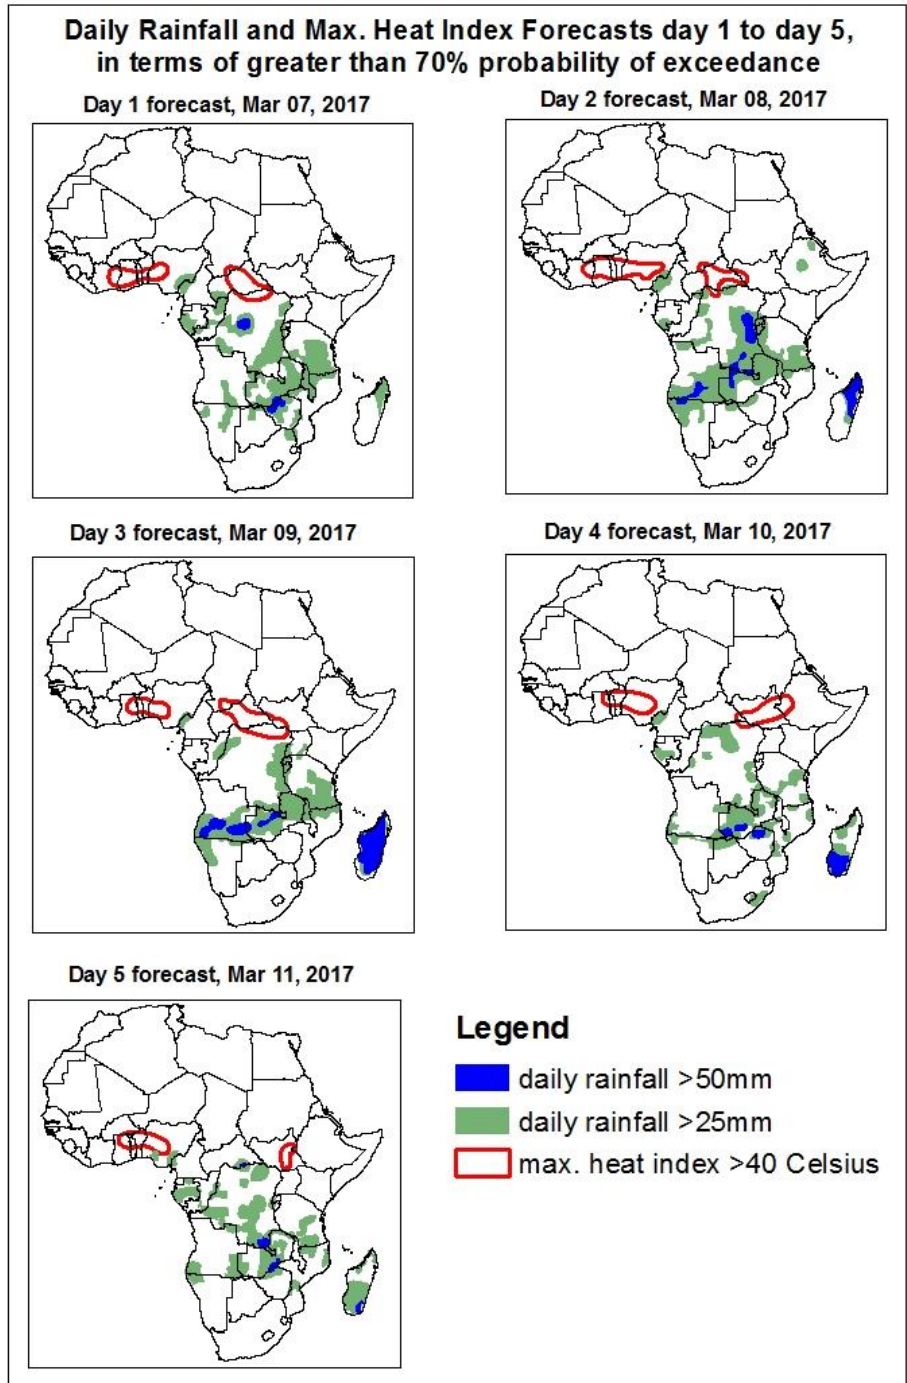 Daily Rainfall and Max. Heat Index Forecasts day 1 to day 5,
in terms of greater than 70% probability of exceedance
Day 1 forecast, Mar 07, 2017
Day 2 forecast, Mar 08, 2017
Day 3 forecast, Mar 09, 2017
Day 4 forecast, Mar 10, 2017
Day 5 forecast, Mar 11, 2017
Legend
daily rainfall >50mm
daily rainfall >25mm
max. heat index >40 Celsius